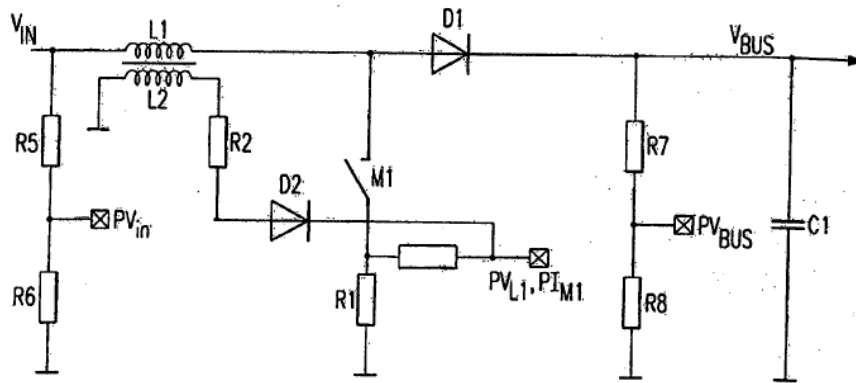 V_IN
L1
D1
V_BUS
L2
R5
R2
R7
D2
M1
PV_in
PV_BUS
C1
R6
R1
PV_L1, PI_M1
R8